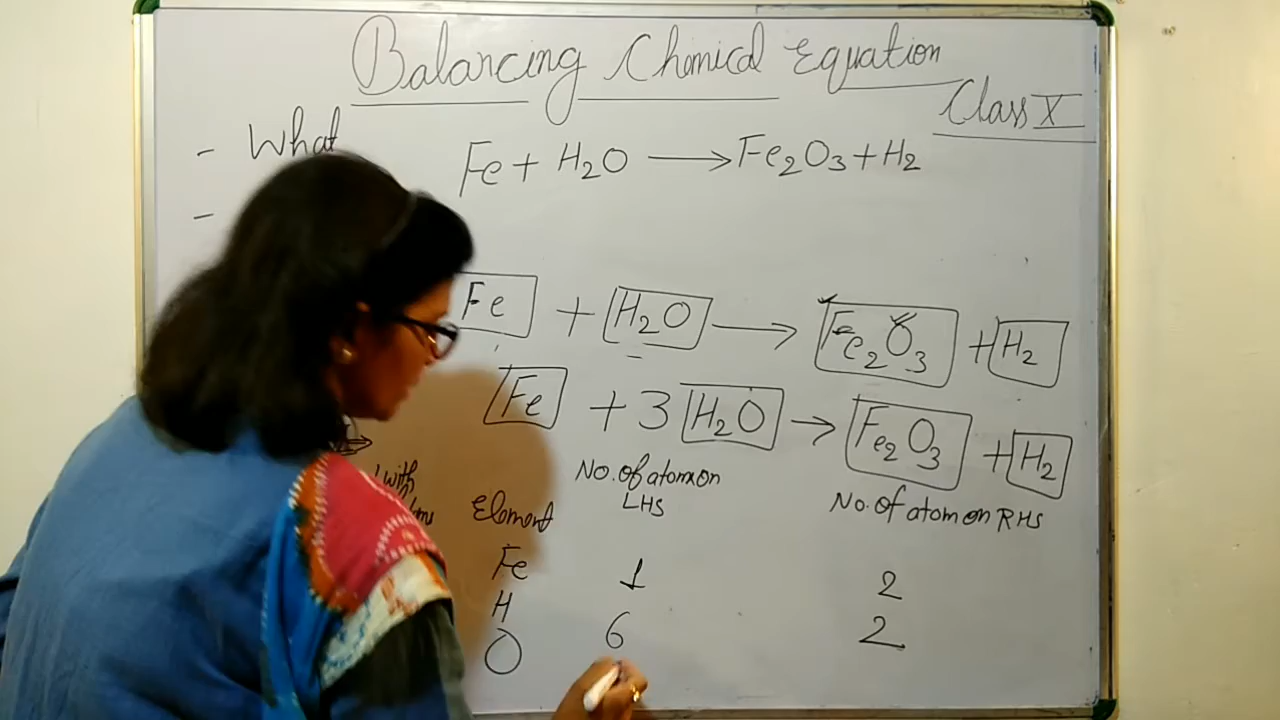 Balancing Chemical Equation
Class X
- What
Fe + H2O → Fe2O3 + H2
-
Fe + H2O → Fe2O3 + H2
Fe + 3 H2O → Fe2O3 + H2
with
Element No. of atom on LHS No. of atom on RHS
Fe 1 2
H 6 2
O